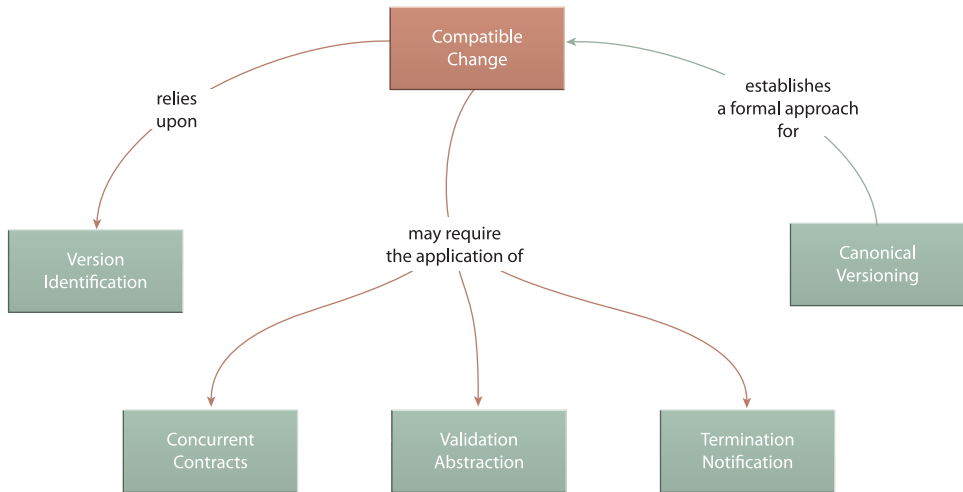 Compatible
Change
relies
upon
establishes
a formal approach
for
Version
Identification
may require
the application of
Canonical
Versioning
Concurrent
Contracts
Validation
Abstraction
Termination
Notification